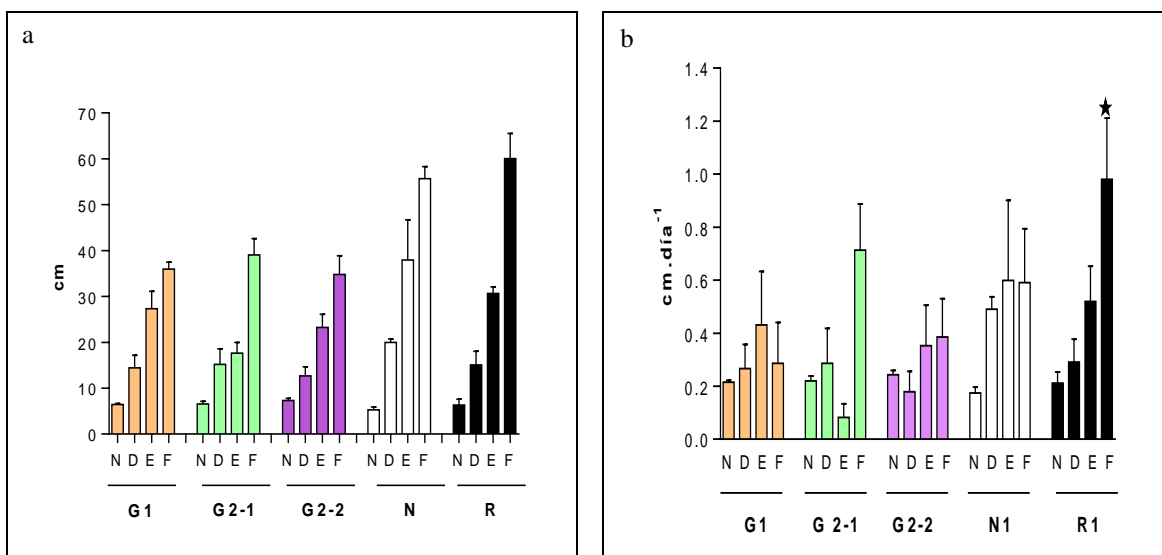 a
70
60
50
40
30
20
10
0
cm
N D E F N D E F N D E F N D E F N D E F
G1 G2-1 G2-2 N R
b
1.4
1.2
1.0
0.8
0.6
0.4
0.2
0.0
cm.día⁻¹
N D E F N D E F N D E F N D E F N D E F
G1 G 2-1 G2-2 N1 R1